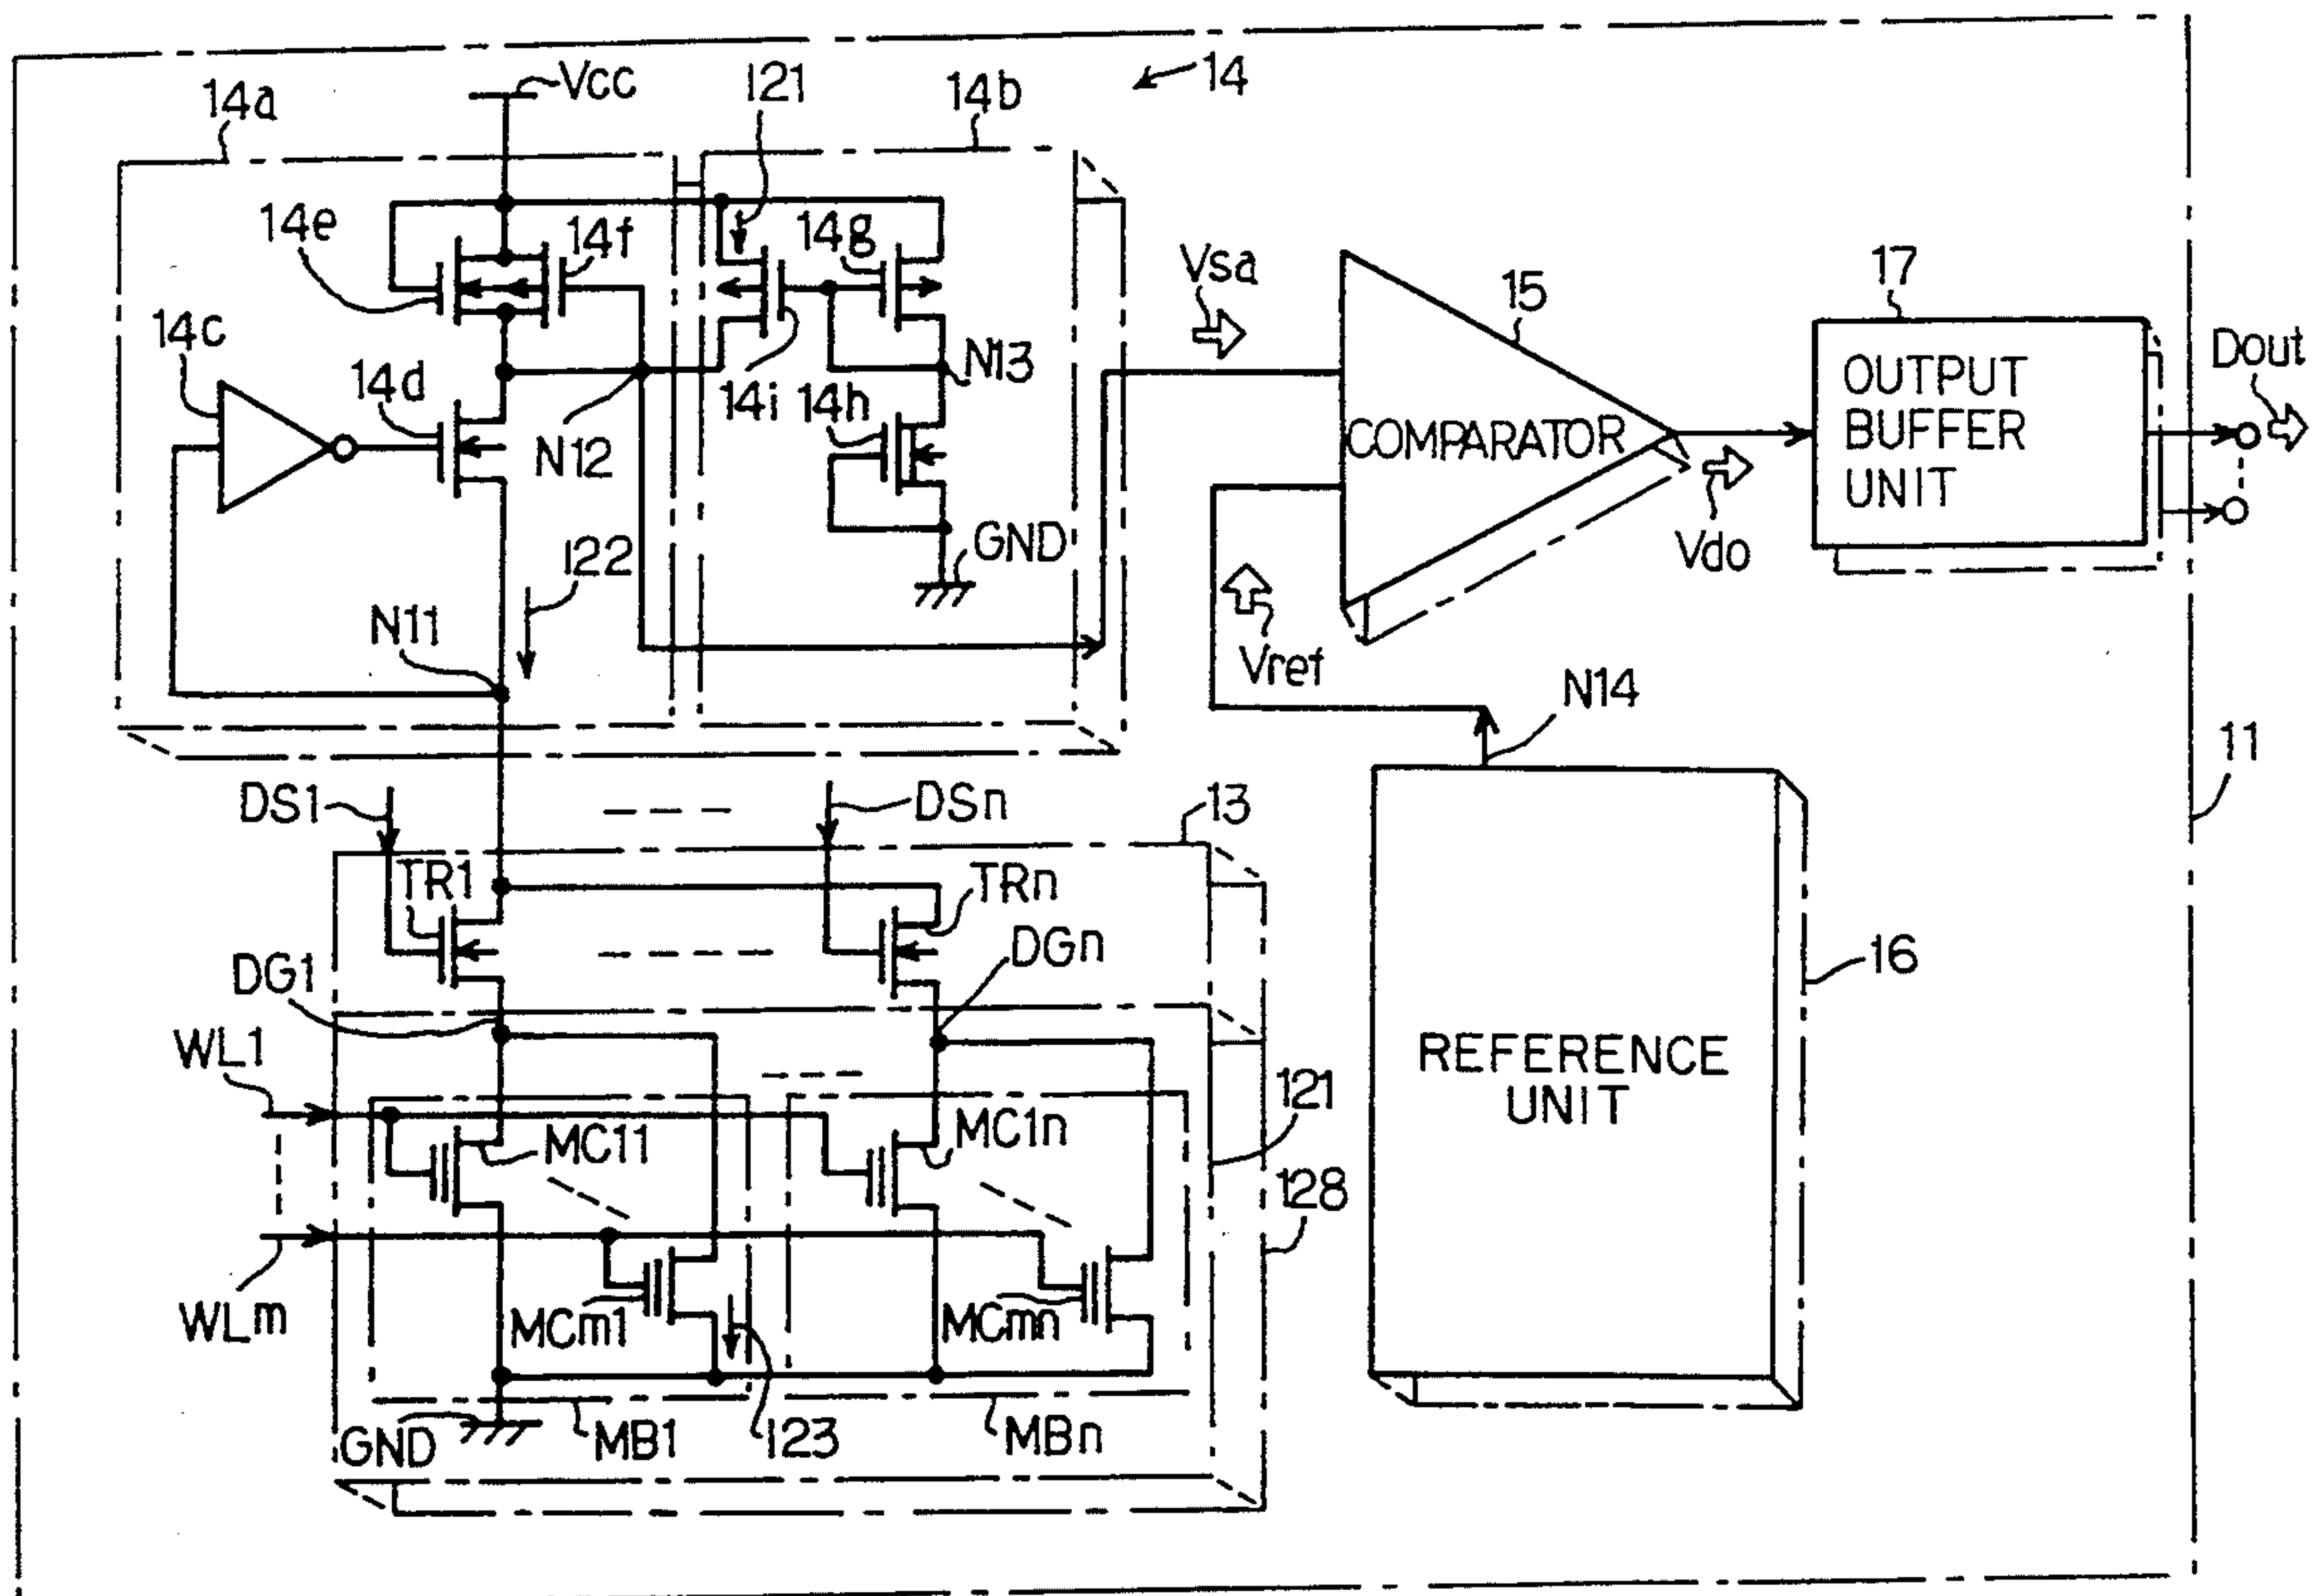 14
14a
Vcc
121
14b
14e
14f
14g
14c
14d
N12
14i
14h
N13
GND
122
N11
Vsa
15
COMPARATOR
Vref
Vdo
17
OUTPUT
BUFFER
UNIT
Dout
N14
11
16
REFERENCE
UNIT
DS1
DSn
13
TR1
TRn
DG1
DGn
WL1
MC11
MC1n
121
128
WLm
MCm1
MCmn
GND
MB1
123
MBn